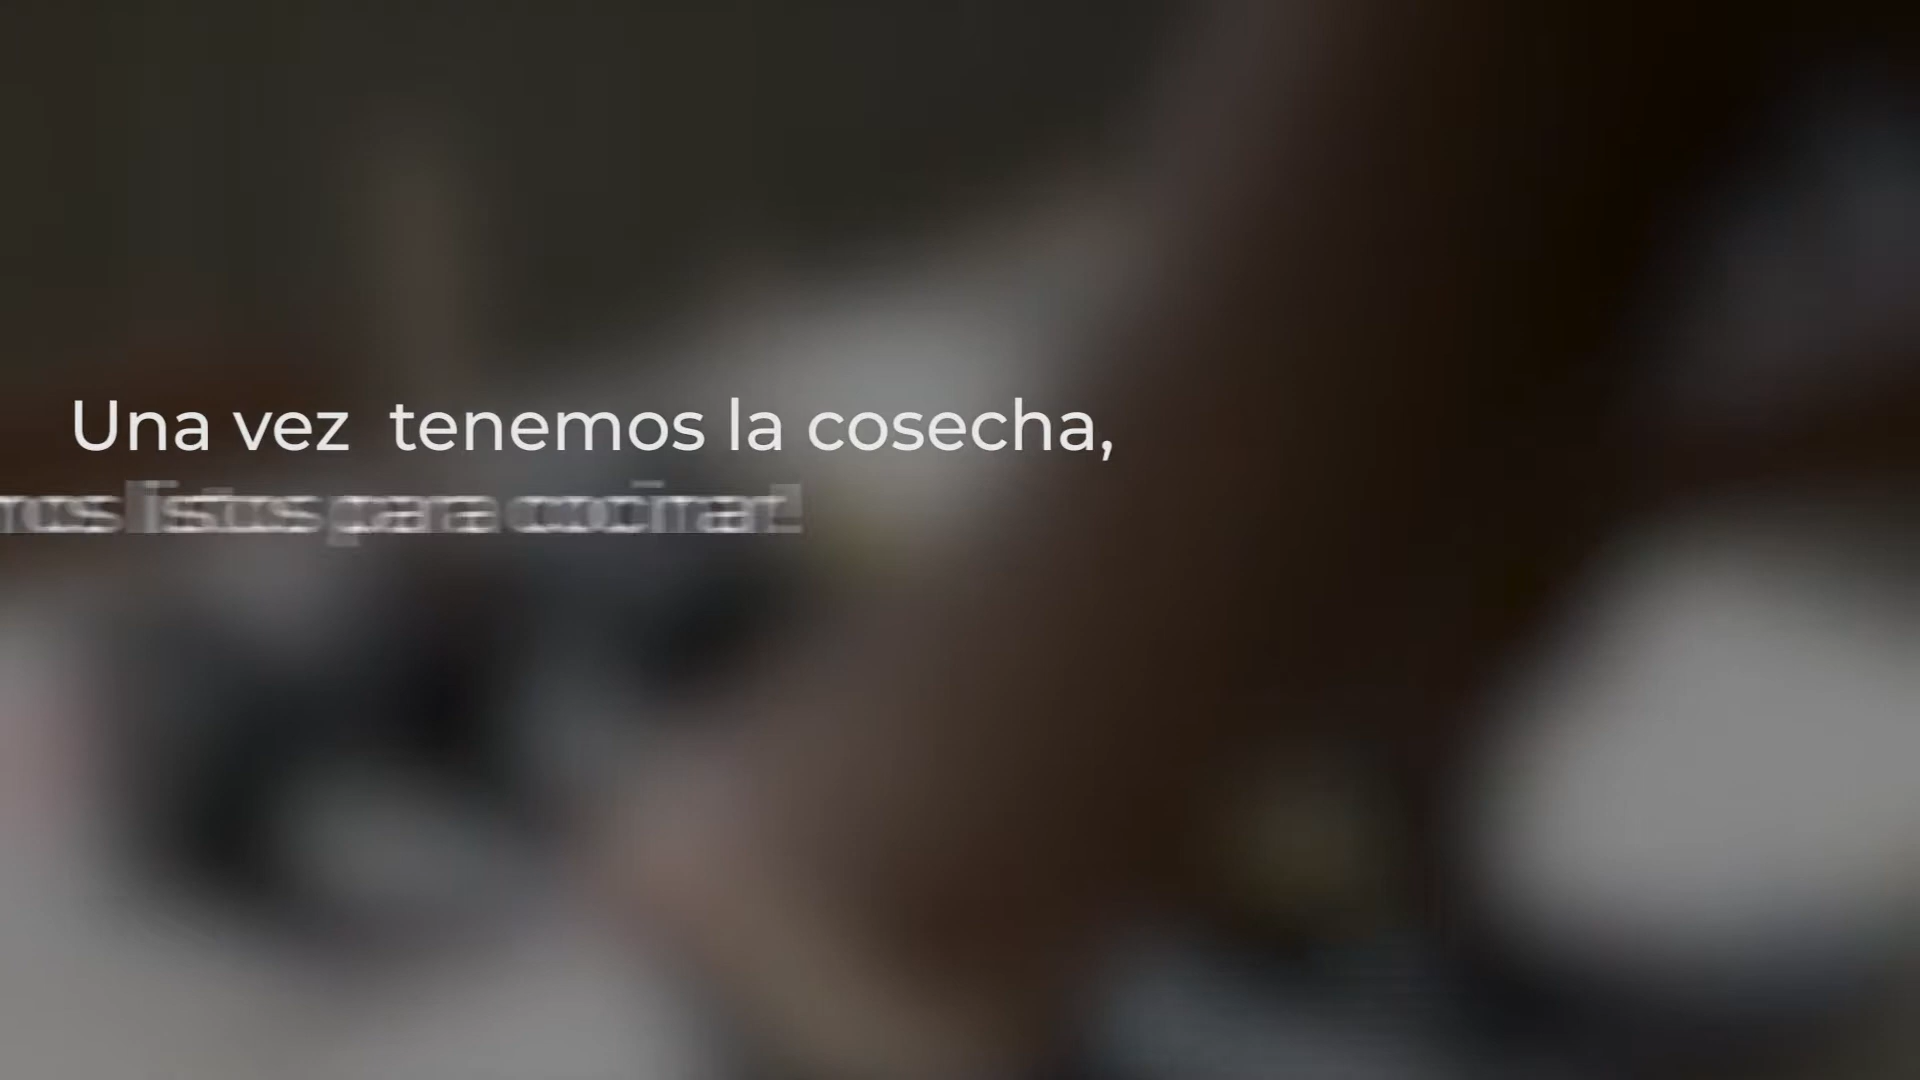 Una vez  tenemos la cosecha,
listos para cocinar!